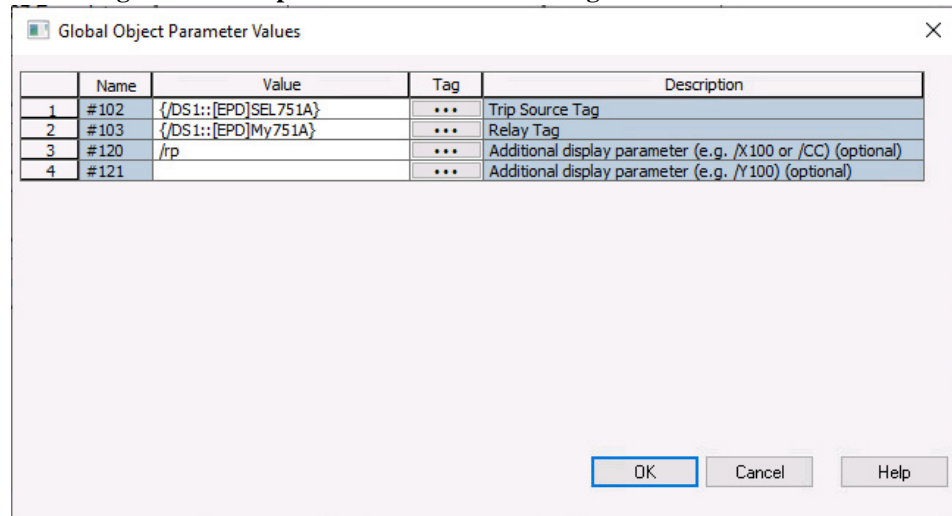 Global Object Parameter Values
Name Value Tag Description
1 #102 {/DS1::[EPD]SEL751A} ••• Trip Source Tag
2 #103 {/DS1::[EPD]My751A} ••• Relay Tag
3 #120 /rp ••• Additional display parameter (e.g. /X100 or /CC) (optional)
4 #121 ••• Additional display parameter (e.g. /Y100) (optional)
OK Cancel Help